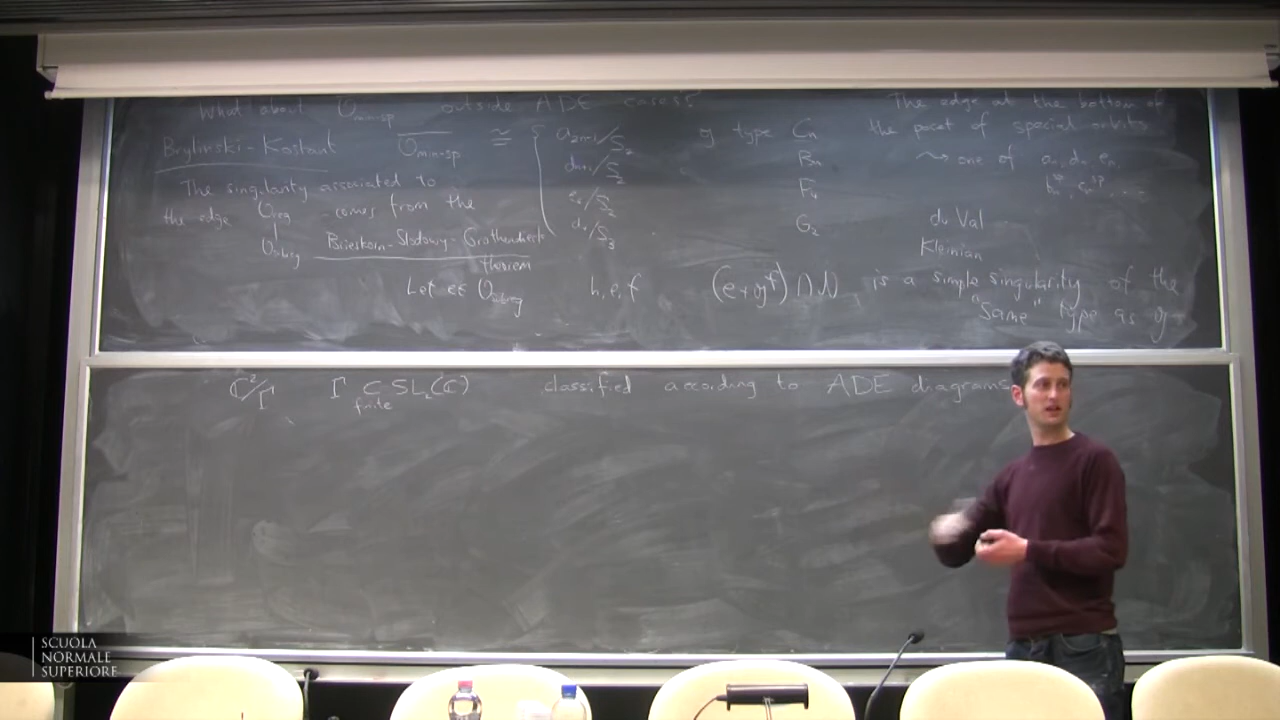 What about O_min-sp outside ADE cases?
Brylinski-Kostant
O_min-sp ≅ { a_2n-1/S_2 g type C_n
d_n+1/S_2 B_n
e_6/S_2 F_4
d_4/S_3 G_2
The singularity associated to
the edge O_reg comes from the
O_subreg Brieskorn-Slodowy-Grothendieck
theorem
The edge at the bottom of
the poset of special orbits
⇝ one of a_n, d_n, e_n,
du Val
Kleinian
Let e ∈ O_subreg h, e, f (e + g^f) ∩ N is a simple singularity of the
"Same" type as g
ℂ²/Γ Γ ⊂ SL_2(ℂ) classified according to ADE diagrams
finite
SCUOLA
NORMALE
SUPERIORE